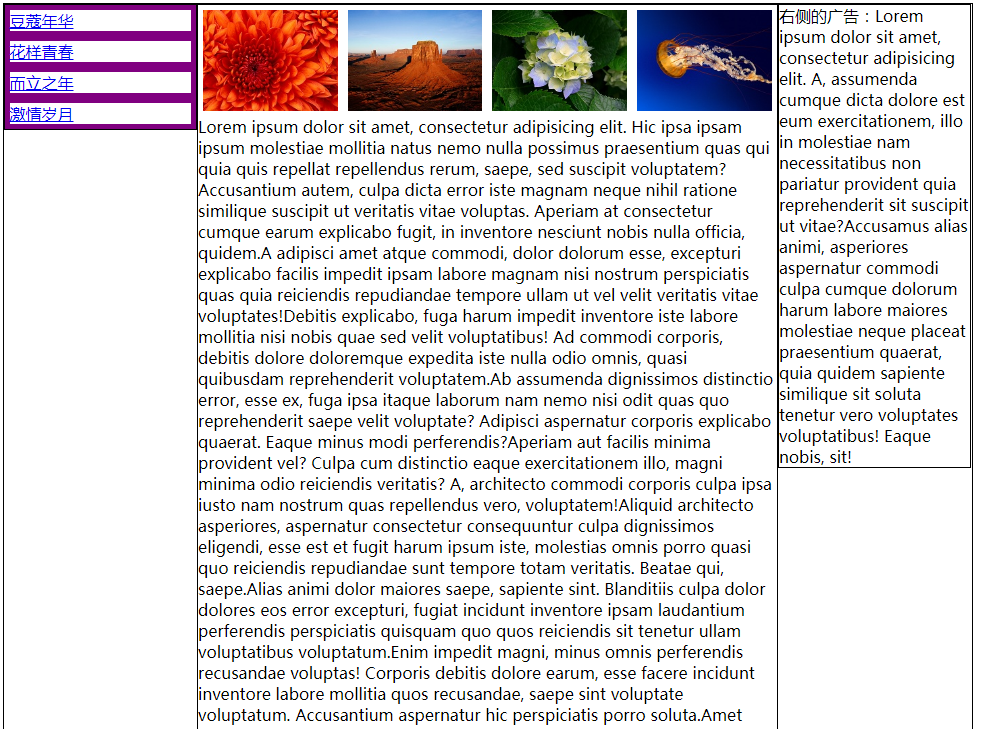 豆蔻年华
花样青春
而立之年
激情岁月
Lorem ipsum dolor sit amet, consectetur adipisicing elit. Hic ipsa ipsam
ipsum molestiae mollitia natus nemo nulla possimus praesentium quas qui
quia quis repellat repellendus rerum, saepe, sed suscipit voluptatem?
Accusantium autem, culpa dicta error iste magnam neque nihil ratione
similique suscipit ut veritatis vitae voluptas. Aperiam at consectetur
cumque earum explicabo fugit, in inventore nesciunt nobis nulla officia,
quidem.A adipisci amet atque commodi, dolor dolorum esse, excepturi
explicabo facilis impedit ipsam labore magnam nisi nostrum perspiciatis
quas quia reiciendis repudiandae tempore ullam ut vel velit veritatis vitae
voluptates!Debitis explicabo, fuga harum impedit inventore iste labore
mollitia nisi nobis quae sed velit voluptatibus! Ad commodi corporis,
debitis dolore doloremque expedita iste nulla odio omnis, quasi
quibusdam reprehenderit voluptatem.Ab assumenda dignissimos distinctio
error, esse ex, fuga ipsa itaque laborum nam nemo nisi odit quas quo
reprehenderit saepe velit voluptate? Adipisci aspernatur corporis explicabo
quaerat. Eaque minus modi perferendis?Aperiam aut facilis minima
provident vel? Culpa cum distinctio eaque exercitationem illo, magni
minima odio reiciendis veritatis? A, architecto commodi corporis culpa ipsa
iusto nam nostrum quas repellendus vero, voluptatem!Aliquid architecto
asperiores, aspernatur consectetur consequuntur culpa dignissimos
eligendi, esse est et fugit harum ipsum iste, molestias omnis porro quasi
quo reiciendis repudiandae sunt tempore totam veritatis. Beatae qui,
saepe.Alias animi dolor maiores saepe, sapiente sint. Blanditiis culpa dolor
dolores eos error excepturi, fugiat incidunt inventore ipsam laudantium
perferendis perspiciatis quisquam quo quos reiciendis sit tenetur ullam
voluptatibus voluptatum.Enim impedit magni, minus omnis perferendis
recusandae voluptas! Corporis debitis dolore earum, esse facere incidunt
inventore labore mollitia quos recusandae, saepe sint voluptate
voluptatum. Accusantium aspernatur hic perspiciatis porro soluta.Amet
右侧的广告：Lorem
ipsum dolor sit amet,
consectetur adipisicing
elit. A, assumenda
cumque dicta dolore est
eum exercitationem, illo
in molestiae nam
necessitatibus non
pariatur provident quia
reprehenderit sit suscipit
ut vitae?Accusamus alias
animi, asperiores
aspernatur commodi
culpa cumque dolorum
harum labore maiores
molestiae neque placeat
praesentium quaerat,
quia quidem sapiente
similique sit soluta
tenetur vero voluptates
voluptatibus! Eaque
nobis, sit!